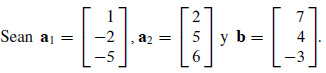 Sean a₁ = [1 -2 -5], a₂ = [2 5 6] y b = [7 4 -3].